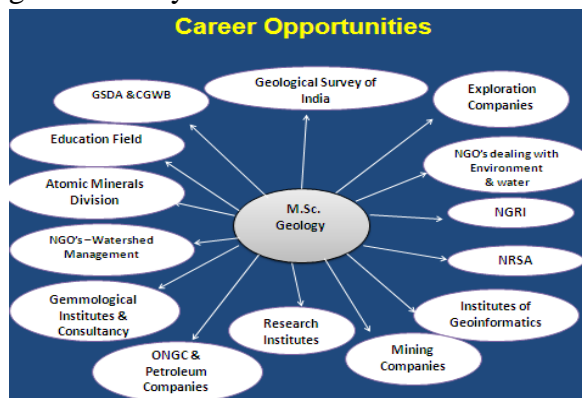 Career Opportunities
Geological Survey of
India
GSDA &CGWB
Exploration
Companies
Education Field
NGO's dealing with
Environment
& water
Atomic Minerals
Division
M.Sc.
Geology
NGRI
NGO's – Watershed
Management
NRSA
Gemmological
Institutes &
Consultancy
Institutes of
Geoinformatics
Research
Institutes
Mining
Companies
ONGC &
Petroleum
Companies